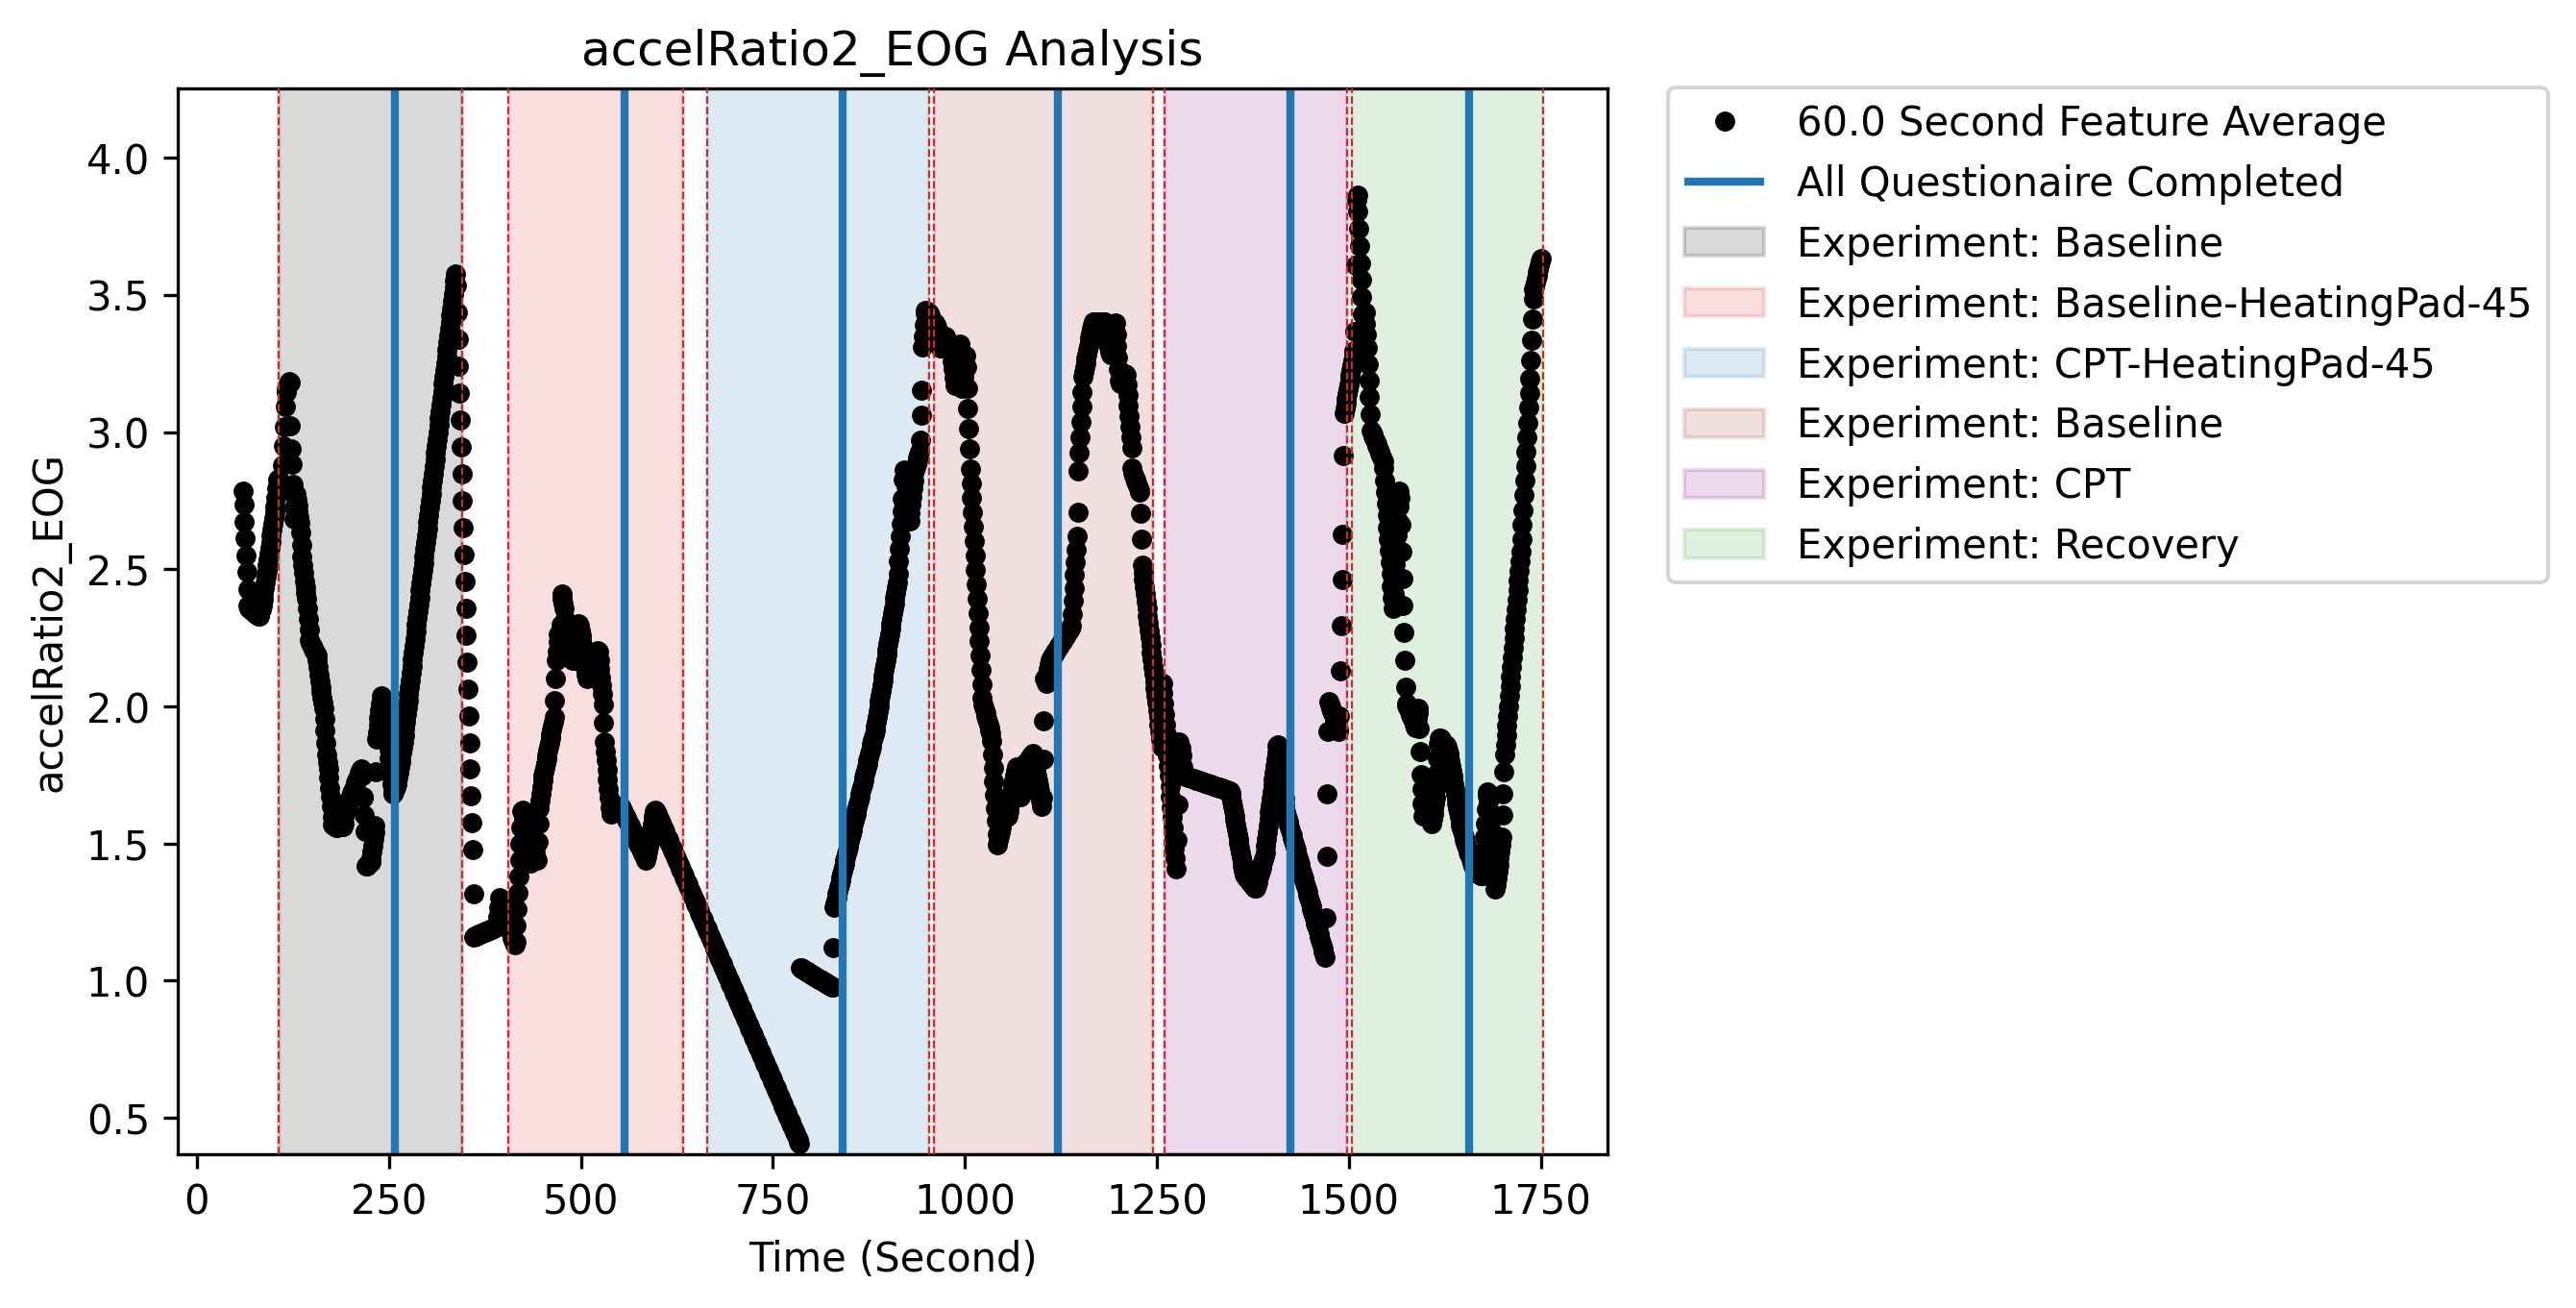 accelRatio2_EOG Analysis
accelRatio2_EOG
4.0
3.5
3.0
2.5
2.0
1.5
1.0
0.5
0 250 500 750 1000 1250 1500 1750
Time (Second)
60.0 Second Feature Average
All Questionaire Completed
Experiment: Baseline
Experiment: Baseline-HeatingPad-45
Experiment: CPT-HeatingPad-45
Experiment: Baseline
Experiment: CPT
Experiment: Recovery